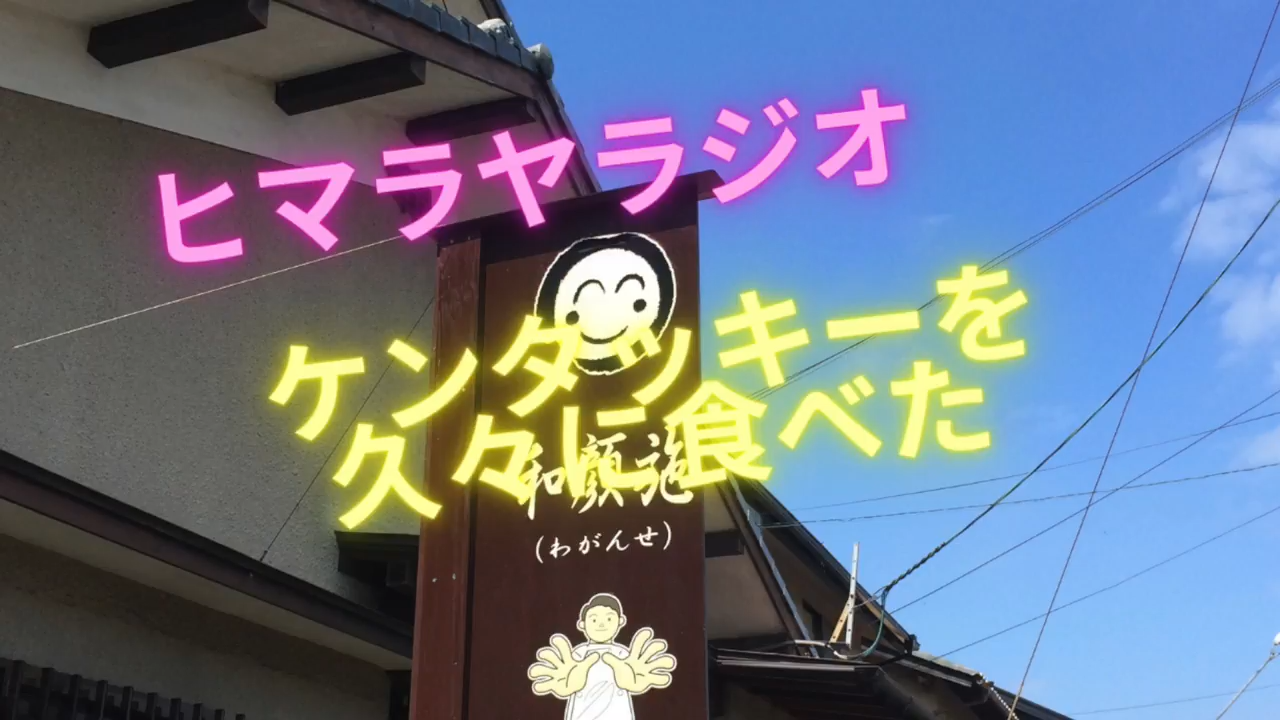 ヒマラヤラジオ
ケンタッキーを
久々に食べた
和顔施
(わがんせ)